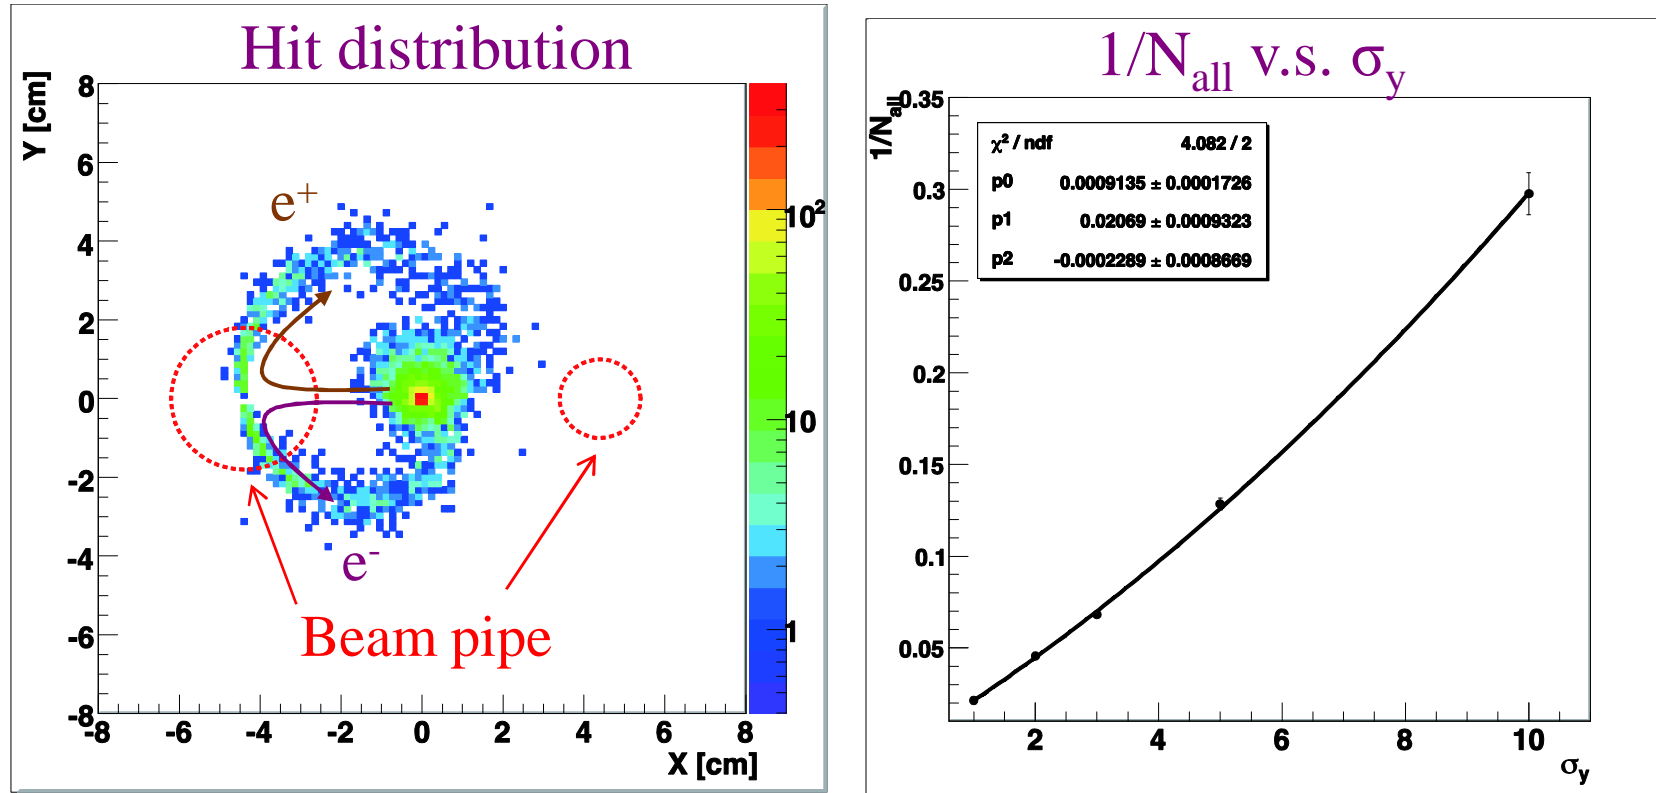 Hit distribution
Y [cm]
8
6
4
2
0
-2
-4
-6
-8
-8 -6 -4 -2 0 2 4 6 8
X [cm]
10²
10
1
e⁺
e⁻
Beam pipe
1/Nall v.s. σy
1/Nall
0.35
0.3
0.25
0.2
0.15
0.1
0.05
χ² / ndf 4.082 / 2
p0 0.0009135 ± 0.0001726
p1 0.02069 ± 0.0009323
p2 -0.0002289 ± 0.0008669
2 4 6 8 10
σy